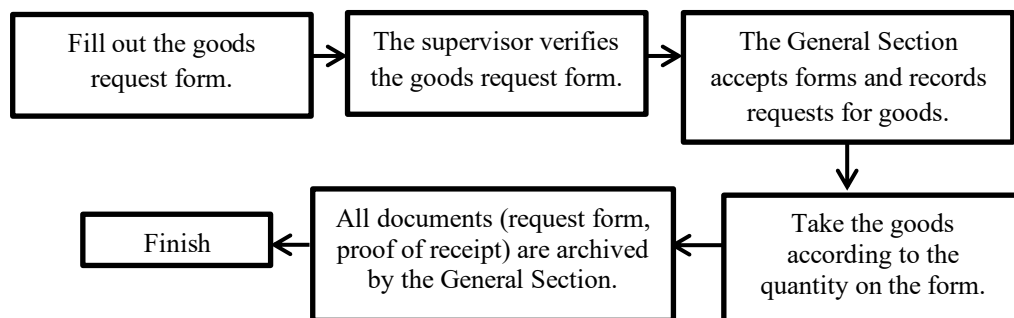 Fill out the goods
request form.
The supervisor verifies
the goods request form.
The General Section
accepts forms and records
requests for goods.
Take the goods
according to the
quantity on the form.
All documents (request form,
proof of receipt) are archived
by the General Section.
Finish